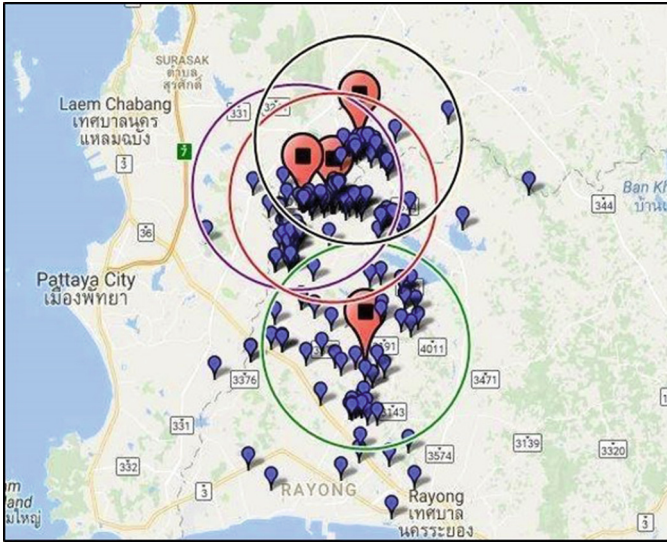 SURASAK
ตำบล
สุรศักดิ์
Laem Chabang
เทศบาลนคร
แหลมฉบัง
331
7
3
344
Ban Kh
36
Pattaya City
เมืองพัทยา
4011
3376
3471
331
3143
3139
3320
3574
332
3
RAYONG
Rayong
เทศบาล
นครระยอง
3